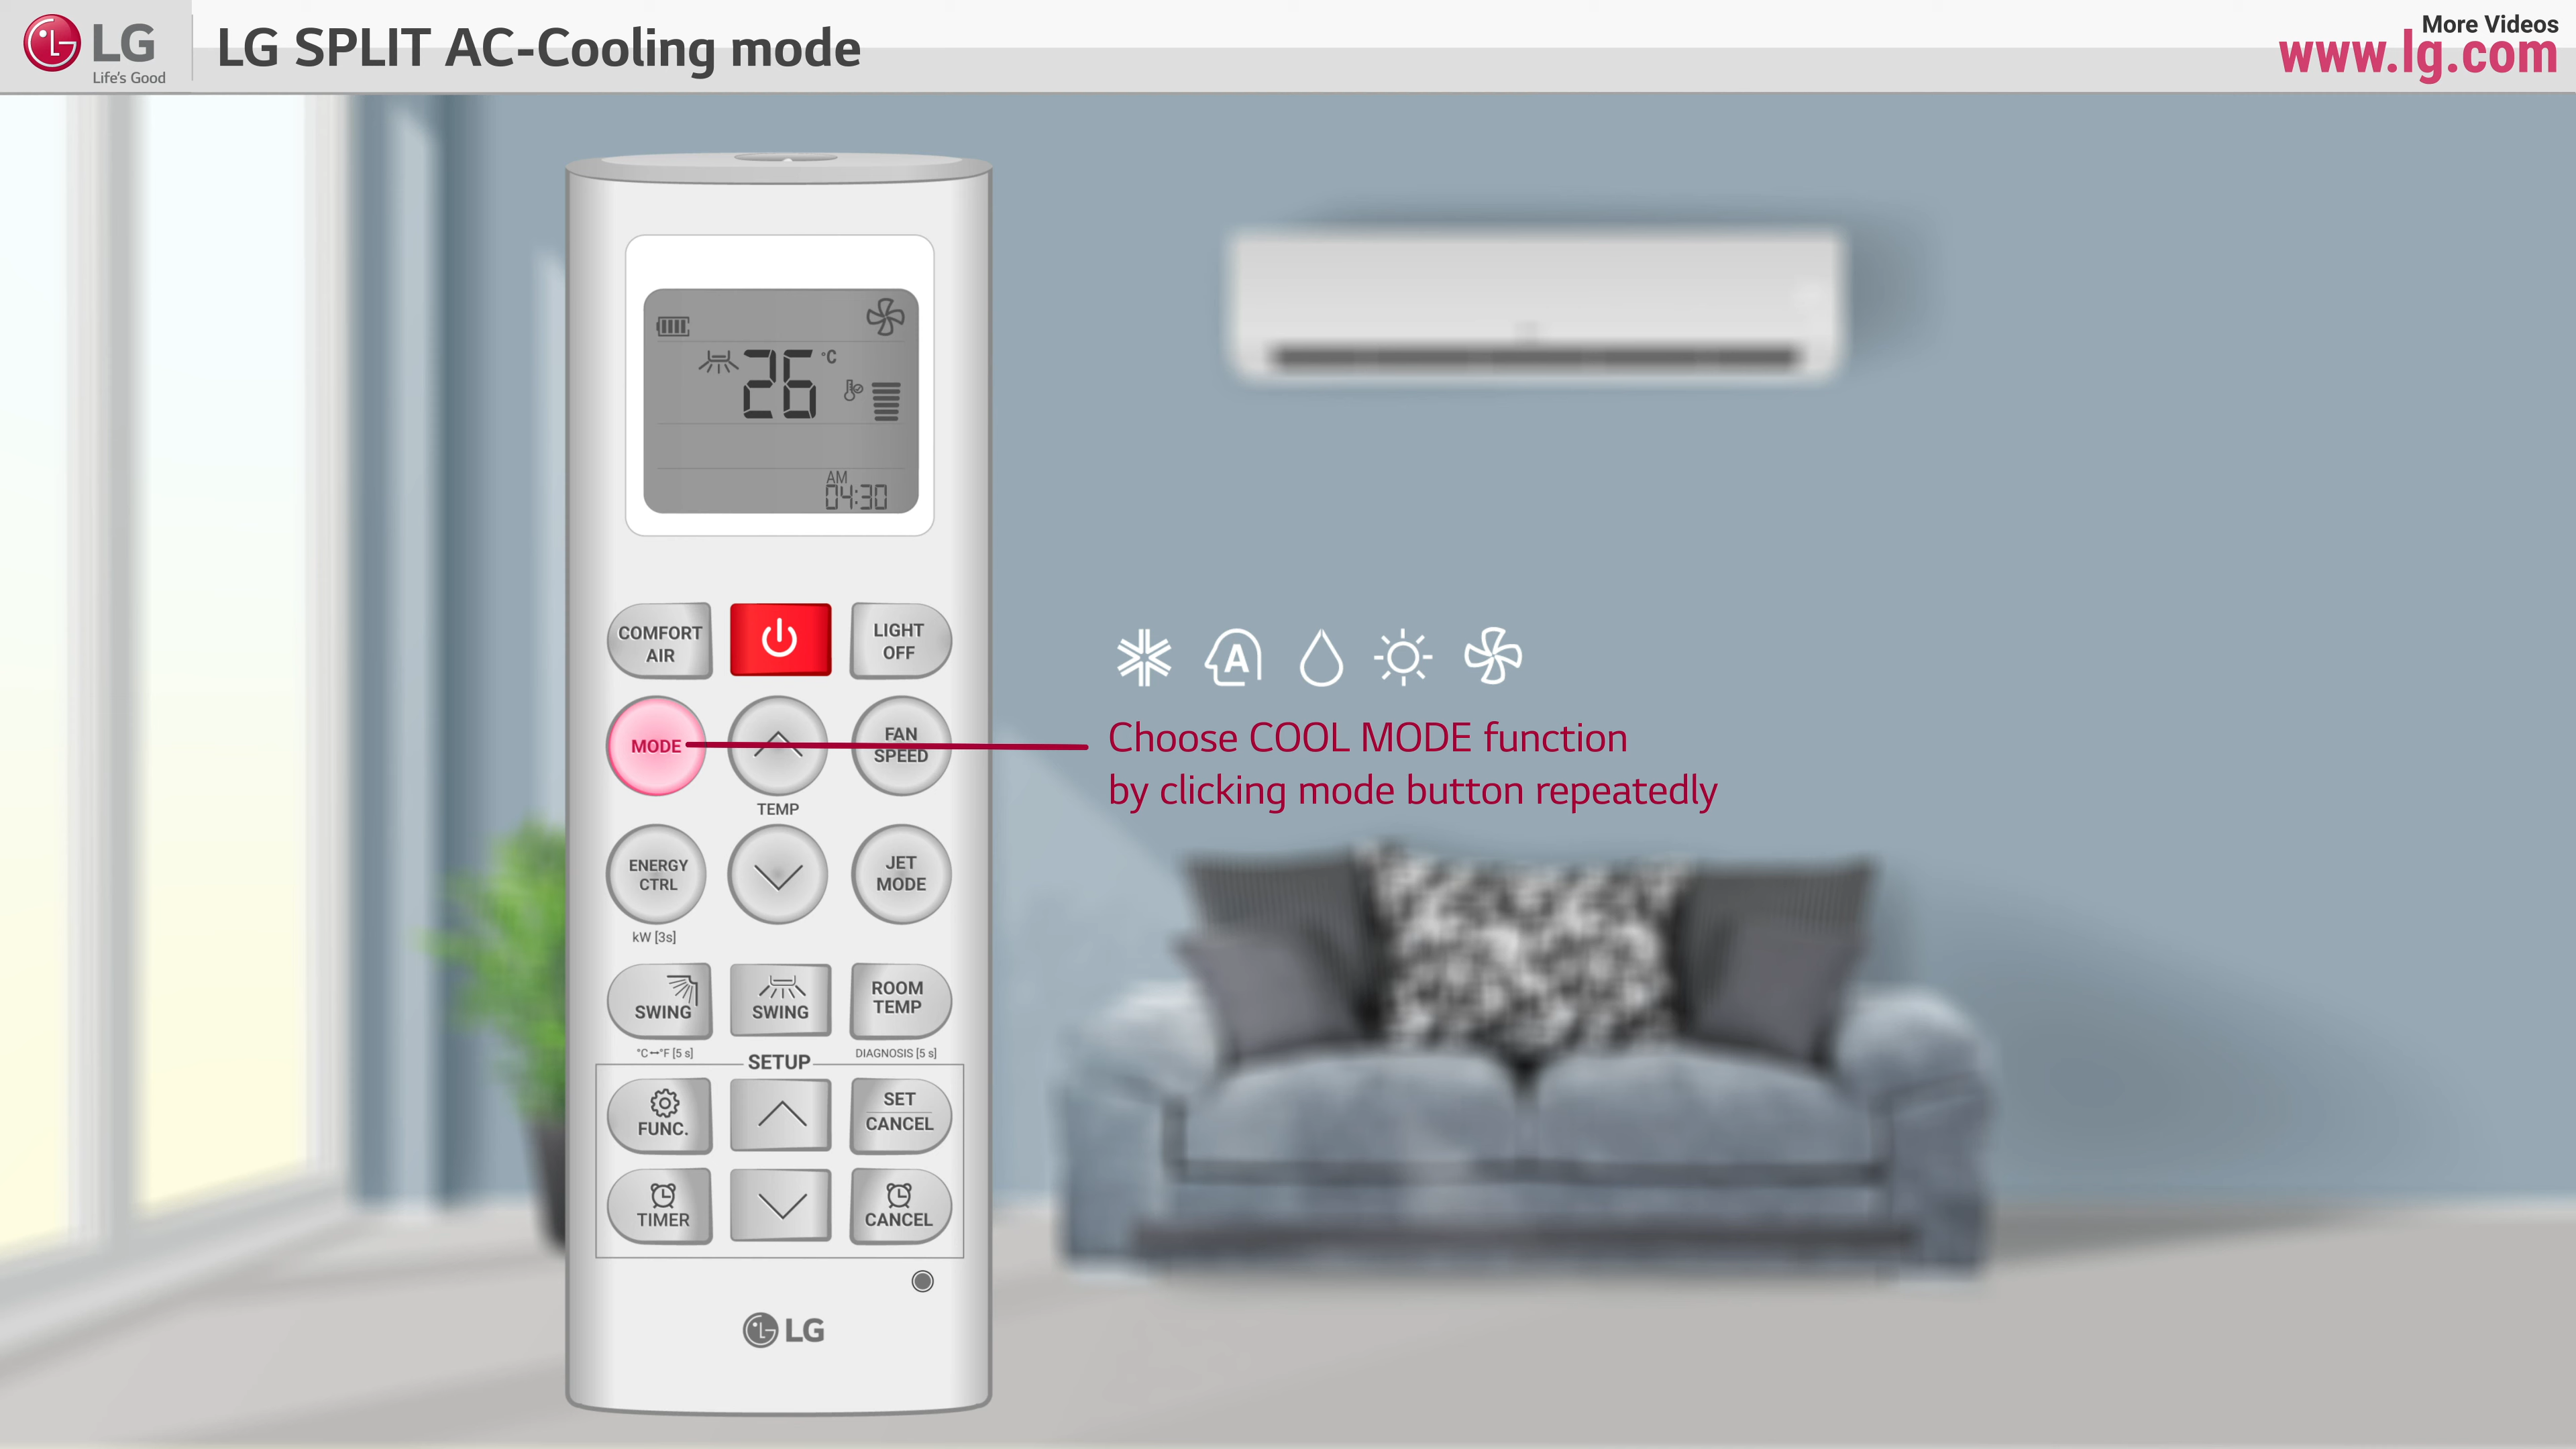 LG
Life's Good
LG SPLIT AC-Cooling mode
More Videos
www.lg.com
26 °C
AM
04:30
COMFORT
AIR
LIGHT
OFF
MODE
FAN
SPEED
TEMP
A
Choose COOL MODE function
by clicking mode button repeatedly
ENERGY
CTRL
JET
MODE
kW [3s]
SWING
SWING
ROOM
TEMP
°C↔°F [5 s]
DIAGNOSIS [5 s]
SETUP
FUNC.
SET
CANCEL
TIMER
CANCEL
LG